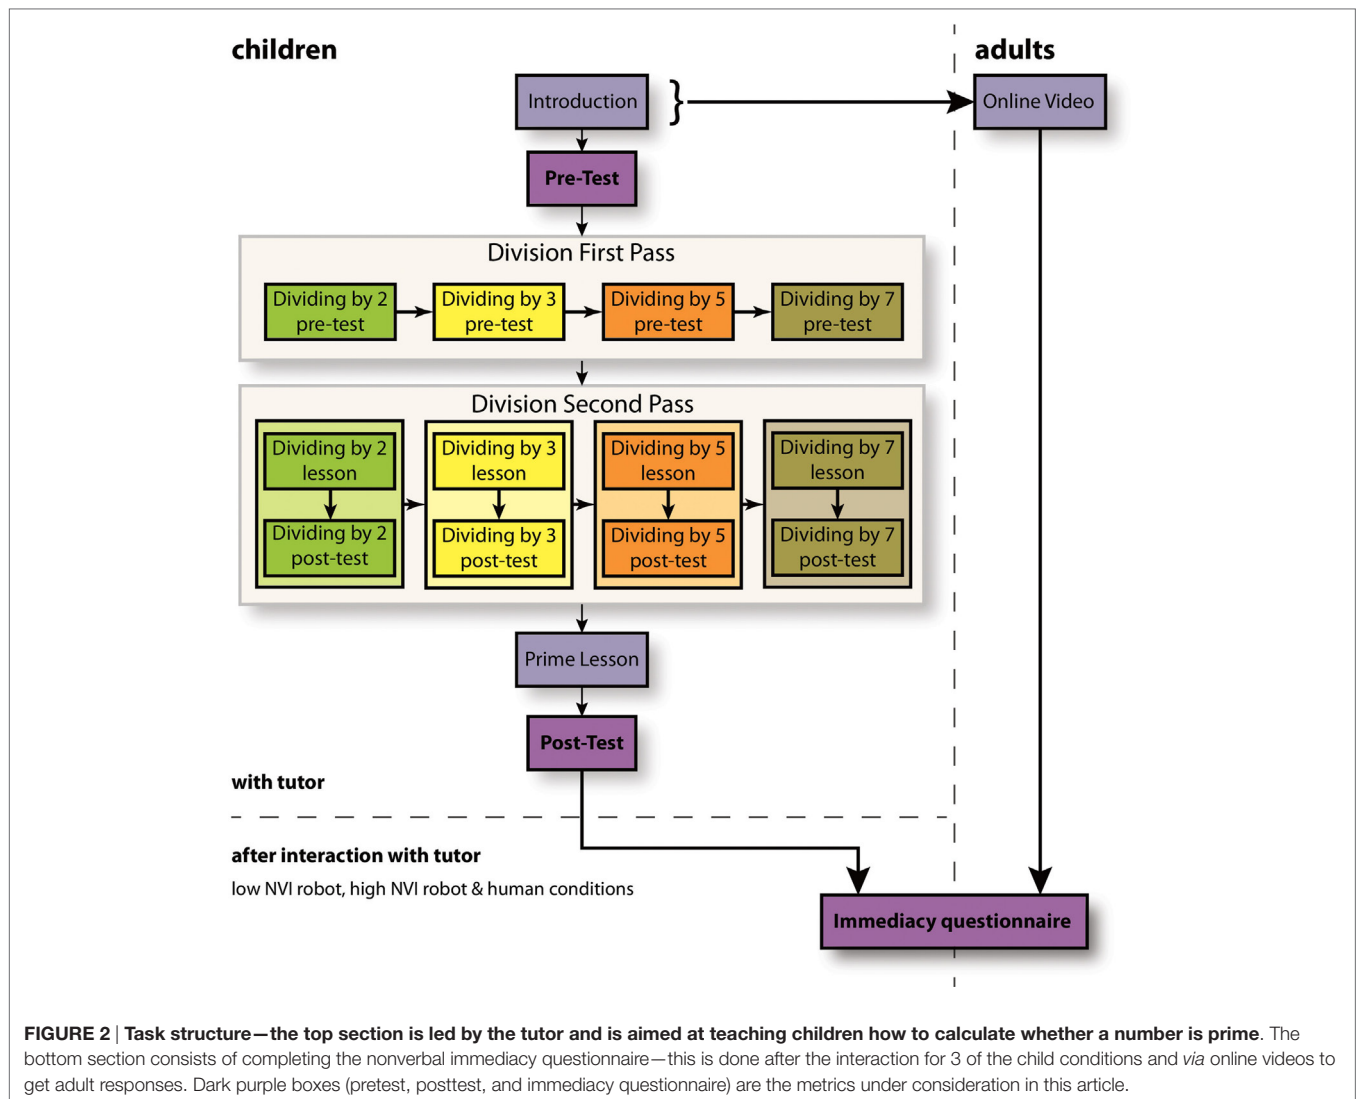 children
adults
Introduction
}
Online Video
Pre-Test
Division First Pass
Dividing by 2
pre-test
Dividing by 3
pre-test
Dividing by 5
pre-test
Dividing by 7
pre-test
Division Second Pass
Dividing by 2
lesson
Dividing by 3
lesson
Dividing by 5
lesson
Dividing by 7
lesson
Dividing by 2
post-test
Dividing by 3
post-test
Dividing by 5
post-test
Dividing by 7
post-test
Prime Lesson
Post-Test
with tutor
after interaction with tutor
low NVI robot, high NVI robot & human conditions
Immediacy questionnaire
FIGURE 2 | Task structure—the top section is led by the tutor and is aimed at teaching children how to calculate whether a number is prime. The
bottom section consists of completing the nonverbal immediacy questionnaire—this is done after the interaction for 3 of the child conditions and via online videos to
get adult responses. Dark purple boxes (pretest, posttest, and immediacy questionnaire) are the metrics under consideration in this article.